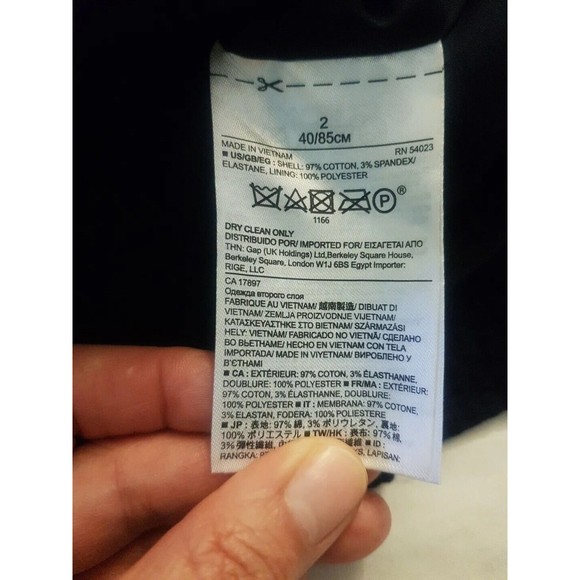 2
40/85CM
MADE IN VIETNAM RN 54023
■ US/GB/EG : SHELL: 97% COTTON, 3% SPANDEX/
ELASTANE, LINING: 100% POLYESTER
P ®
1166
DRY CLEAN ONLY
DISTRIBUIDO POR/ IMPORTED FOR/ ΕΙΣΑΓΕΤΑΙ ΑΠΟ
ΤΗΝ: Gap (UK Holdings) Ltd./Berkeley Square House,
Berkeley Square, London W1J 6BS Egypt Importer:
RIGE, LLC
CA 17897
Одежда второго слоя
FABRIQUE AU VIETNAM/ 越南製造/ DIBUAT DI
VIETNAM/ ZEMLJA PROIZVODNJE VIJETNAM/
ΚΑΤΑΣΚΕΥΑΣΤΗΚΕ ΣΤΟ ΒΙΕΤΝΑΜ/ SZÁRMAZÁSI
HELY: VIETNÁM/ FABRICADO NO VIETNÃ/ СДЕЛАНО
ВО ВЬЕТНАМЕ/ HECHO EN VIETNAM CON TELA
IMPORTADA/ MADE IN VIYETNAM/ ВИРОБЛЕНО У
В'ЄТНАМІ
■ CA : EXTÉRIEUR: 97% COTON, 3% ÉLASTHANNE,
DOUBLURE: 100% POLYESTER ■ FR/MA : EXTÉRIEUR:
97% COTON, 3% ÉLASTHANNE, DOUBLURE:
100% POLYESTER ■ IT : MEMBRANA: 97% COTONE,
3% ELASTAN, FODERA: 100% POLIESTERE
■ JP : 表地: 97% 綿, 3% ポリウレタン, 裏地:
100% ポリエステル ■ TW/HK : 表布: 97% 棉,
3% 彈性纖維, ■ ID :
RANGKA: LAPISAN: